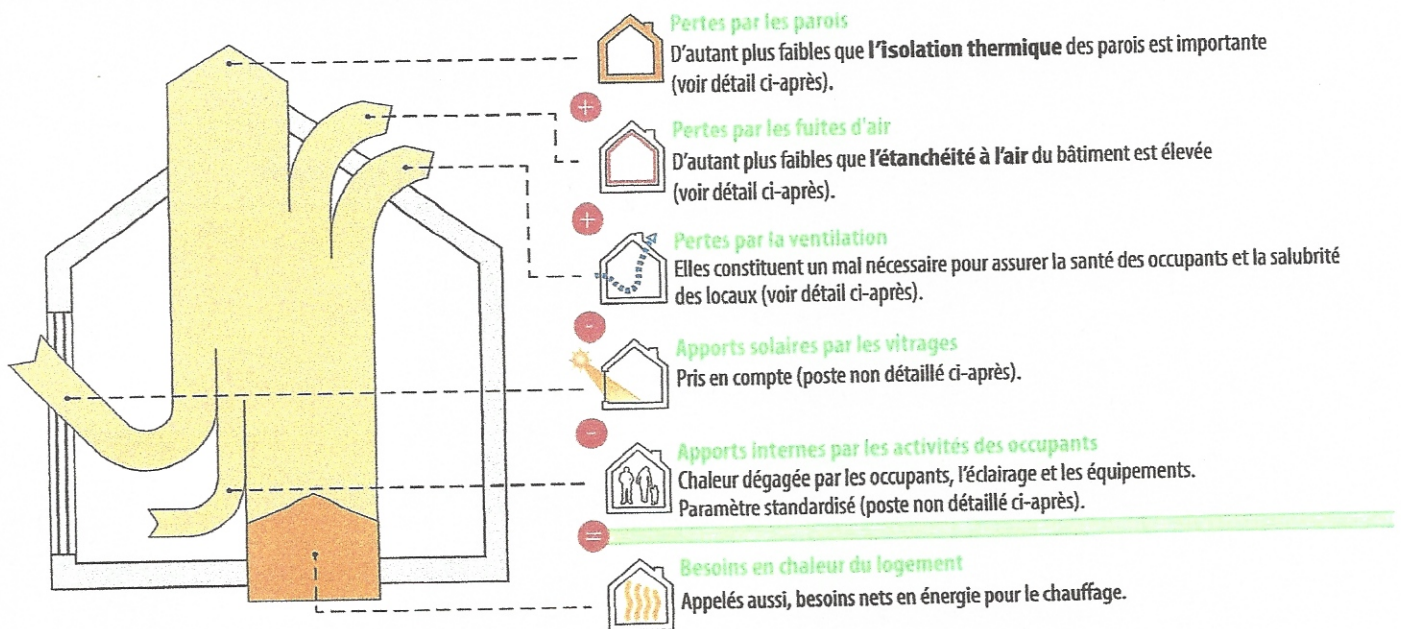 Pertes par les parois
D'autant plus faibles que l'isolation thermique des parois est importante
(voir détail ci-après).
+
Pertes par les fuites d'air
D'autant plus faibles que l'étanchéité à l'air du bâtiment est élevée
(voir détail ci-après).
+
Pertes par la ventilation
Elles constituent un mal nécessaire pour assurer la santé des occupants et la salubrité
des locaux (voir détail ci-après).
-
Apports solaires par les vitrages
Pris en compte (poste non détaillé ci-après).
-
Apports internes par les activités des occupants
Chaleur dégagée par les occupants, l'éclairage et les équipements.
Paramètre standardisé (poste non détaillé ci-après).
=
Besoins en chaleur du logement
Appelés aussi, besoins nets en énergie pour le chauffage.